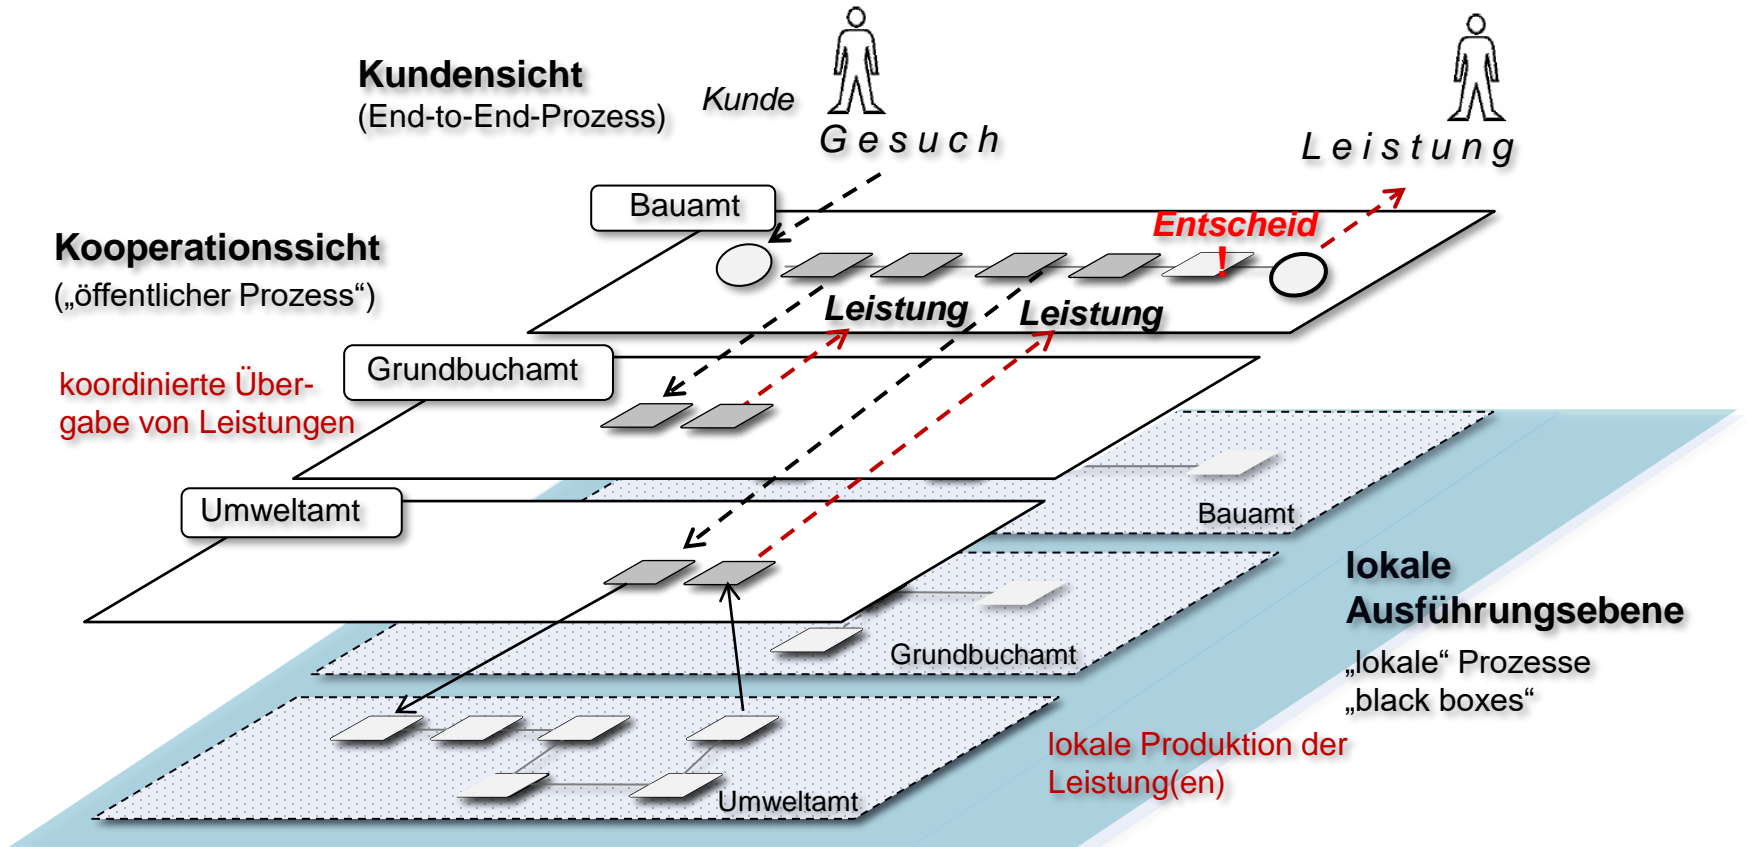 Kundensicht
(End-to-End-Prozess)
Kunde
Gesuch
Leistung
Bauamt
Entscheid
!
Kooperationssicht
(„öffentlicher Prozess“)
Leistung
Leistung
Grundbuchamt
koordinierte Über-
gabe von Leistungen
Umweltamt
Bauamt
lokale
Ausführungsebene
Grundbuchamt
„lokale“ Prozesse
„black boxes“
lokale Produktion der
Leistung(en)
Umweltamt